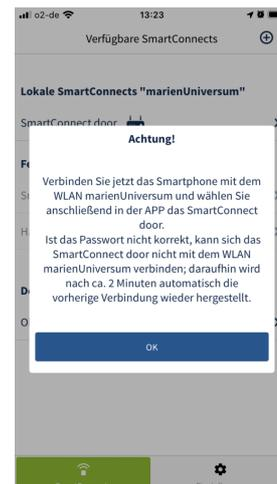 o2-de
13:23
Verfügbare SmartConnects
Lokale SmartConnects "marienUniversum"
SmartConnect door
Achtung!
Verbinden Sie jetzt das Smartphone mit dem
WLAN marienUniversum und wählen Sie
anschließend in der APP das SmartConnect
door.
Ist das Passwort nicht korrekt, kann sich das
SmartConnect door nicht mit dem WLAN
marienUniversum verbinden; daraufhin wird
nach ca. 2 Minuten automatisch die
vorherige Verbindung wieder hergestellt.
OK